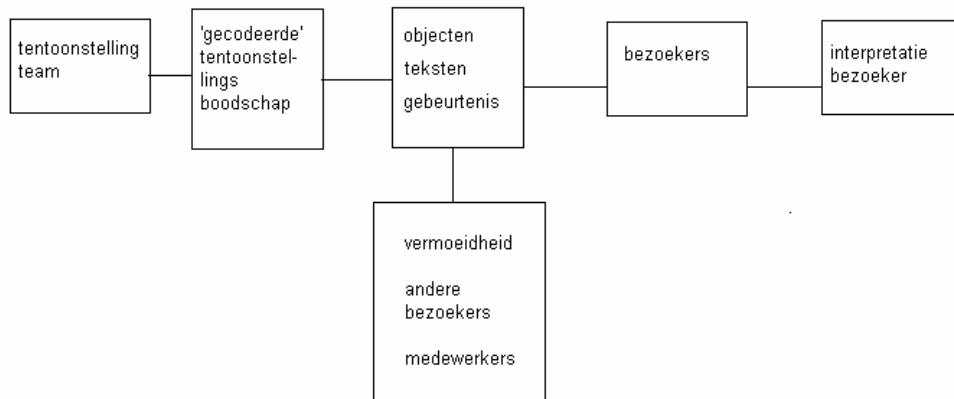 tentoonstelling
team
'gecodeerde'
tentoonstel-
lings
boodschap
objecten
teksten
gebeurtenis
bezoekers
interpretatie
bezoeker
vermoeidheid
andere
bezoekers
medewerkers